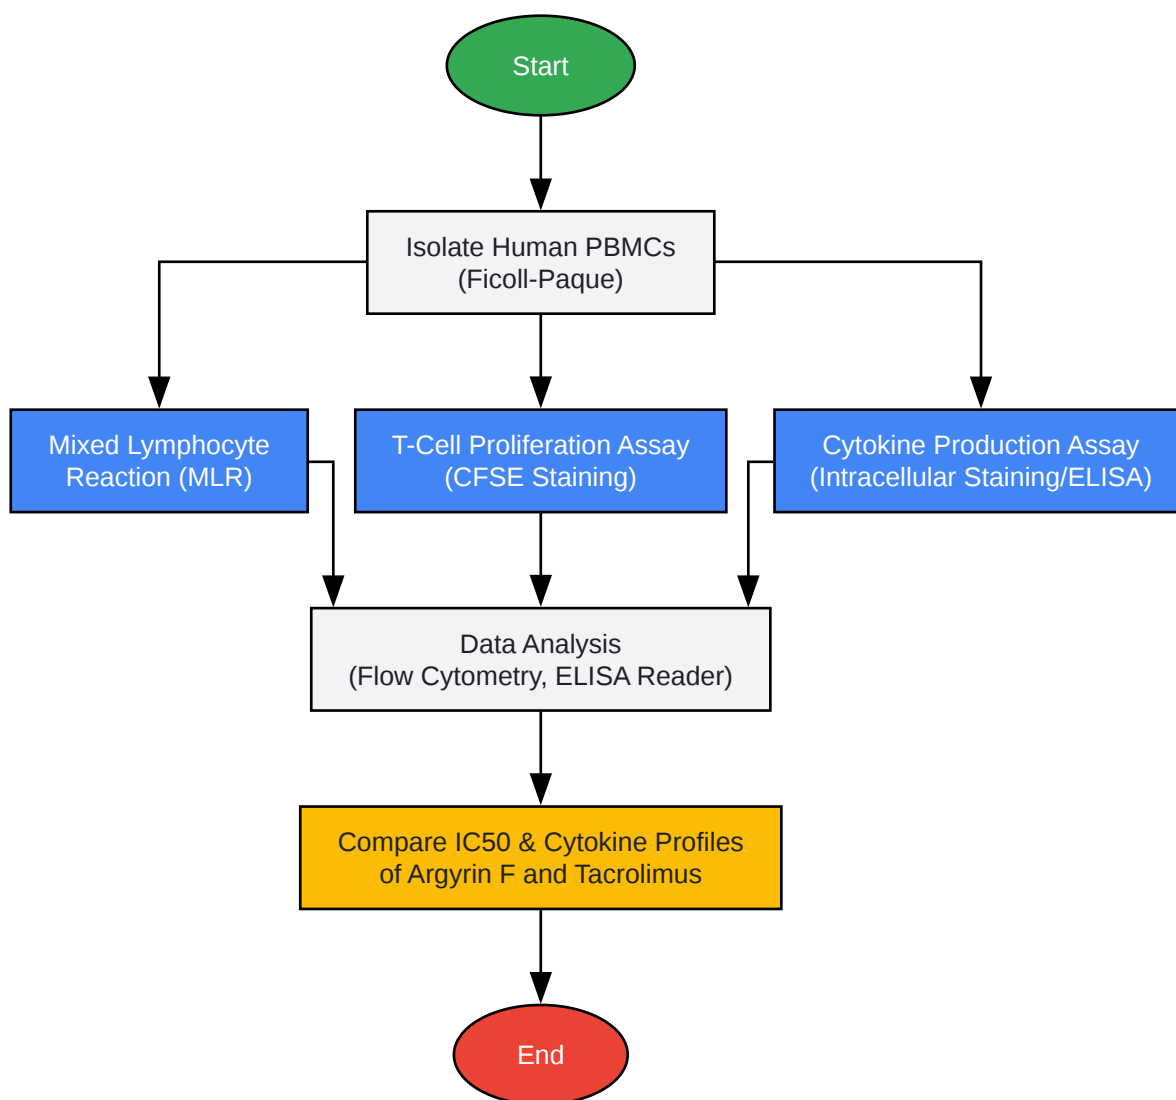 Start
Isolate Human PBMCs
(Ficoll-Paque)
Mixed Lymphocyte
Reaction (MLR)
T-Cell Proliferation Assay
(CFSE Staining)
Cytokine Production Assay
(Intracellular Staining/ELISA)
Data Analysis
(Flow Cytometry, ELISA Reader)
Compare IC50 & Cytokine Profiles
of Argyrin F and Tacrolimus
End